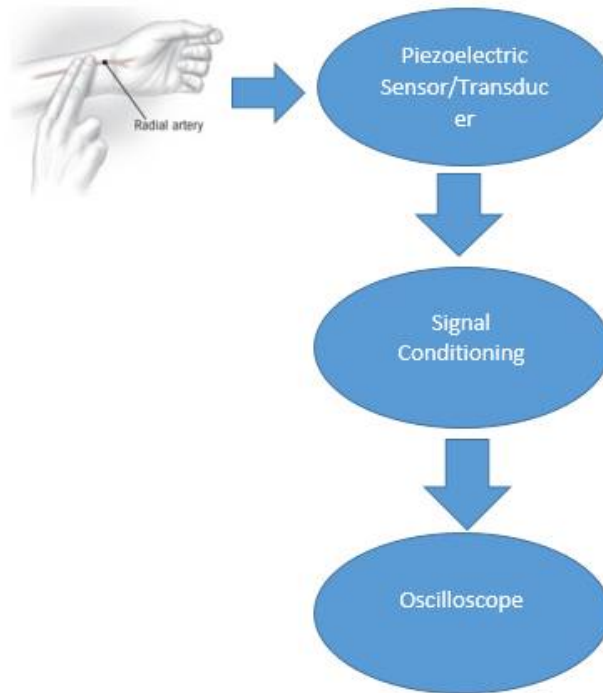 Radial artery
Piezoelectric
Sensor/Transduc
er
Signal
Conditioning
Oscilloscope